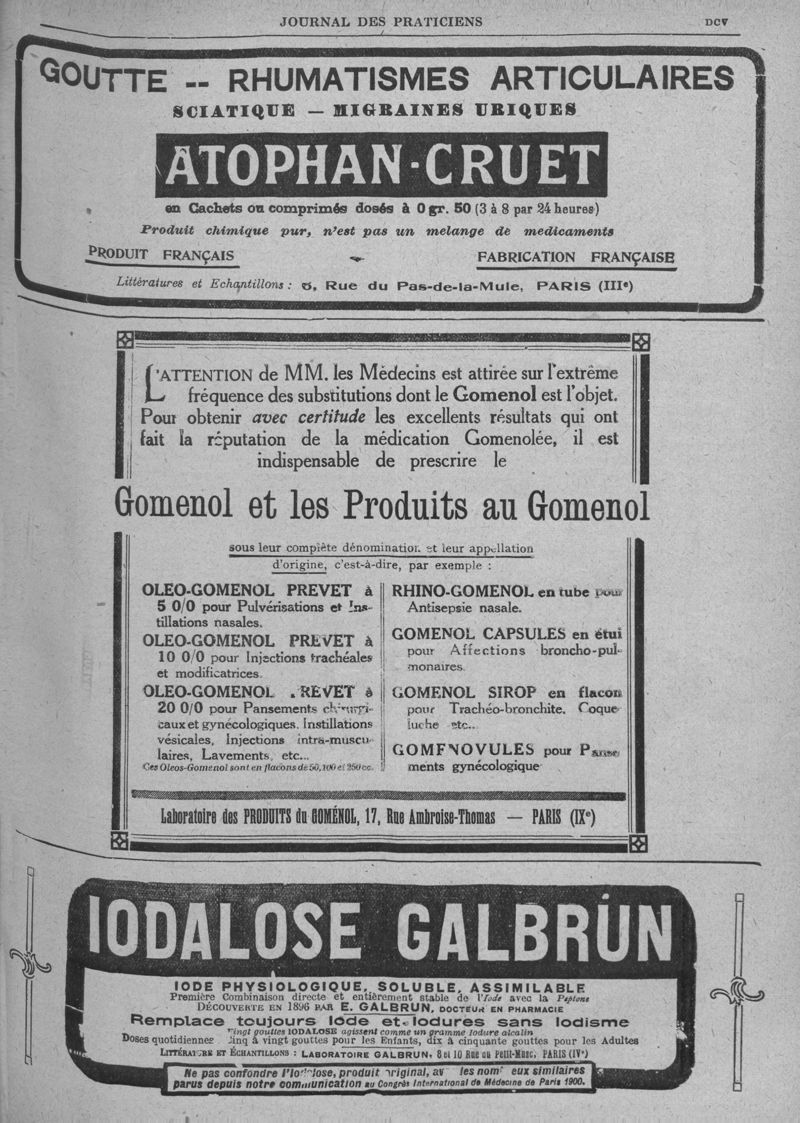 JOURNAL DES PRATICIENS
DCV
GOUTTE -- RHUMATISMES ARTICULAIRES
SCIATIQUE — MIGRAINES URIQUES
ATOPHAN-CRUET
en Cachets ou comprimés dosés à 0 gr. 50 (3 à 8 par 24 heures)
Produit chimique pur, n'est pas un melange de medicaments
PRODUIT FRANÇAIS
FABRICATION FRANÇAISE
Littératures et Echantillons : 6, Rue du Pas-de-la-Mule, PARIS (IIIe)
L'ATTENTION de MM. les Médecins est attirée sur l'extrême
fréquence des substitutions dont le Gomenol est l'objet.
Pour obtenir avec certitude les excellents résultats qui ont
fait la réputation de la médication Gomenolée, il est
indispensable de prescrire le
Gomenol et les Produits au Gomenol
sous leur complète dénomination et leur appellation
d'origine, c'est-à-dire, par exemple :
OLEO-GOMENOL PREVET à
5 0/0 pour Pulvérisations et Ins-
tillations nasales.
OLEO-GOMENOL PREVET à
10 0/0 pour Injections trachéales
et modificatrices.
OLEO-GOMENOL PREVET à
20 0/0 pour Pansements chirurgi-
caux et gynécologiques. Instillations
vésicales, Injections intra-muscu-
laires, Lavements, etc...
Ces Oleos-Gomenol sont en flacons de 50, 100 et 250 cc.
RHINO-GOMENOL en tube pour
Antisepsie nasale.
GOMENOL CAPSULES en étui
pour Affections broncho-pul-
monaires.
GOMENOL SIROP en flacon
pour Trachéo-bronchite. Coque
luche etc..
GOMENOVULES pour Panse
ments gynécologique
Laboratoire des PRODUITS du GOMÉNOL, 17, Rue Ambroise-Thomas — PARIS (IXe)
IODALOSE GALBRUN
IODE PHYSIOLOGIQUE, SOLUBLE, ASSIMILABLE
Première Combinaison directe et entièrement stable de l'Iode avec la Peptone
DÉCOUVERTE EN 1896 PAR E. GALBRUN, DOCTEUR EN PHARMACIE
Remplace toujours Iode et Iodures sans Iodisme
Vingt gouttes IODALOSE agissent comme un gramme Iodure alcalin
Doses quotidiennes Cinq à vingt gouttes pour les Enfants, dix à cinquante gouttes pour les Adultes
LITTÉRATURE ET ÉCHANTILLONS : LABORATOIRE GALBRUN, 8 et 10 Rue du Petit-Musc, PARIS (IVe)
Ne pas confondre l'Iodalose, produit original, avec les nombreux similaires
parus depuis notre communication au Congrès International de Médecine de Paris 1900.